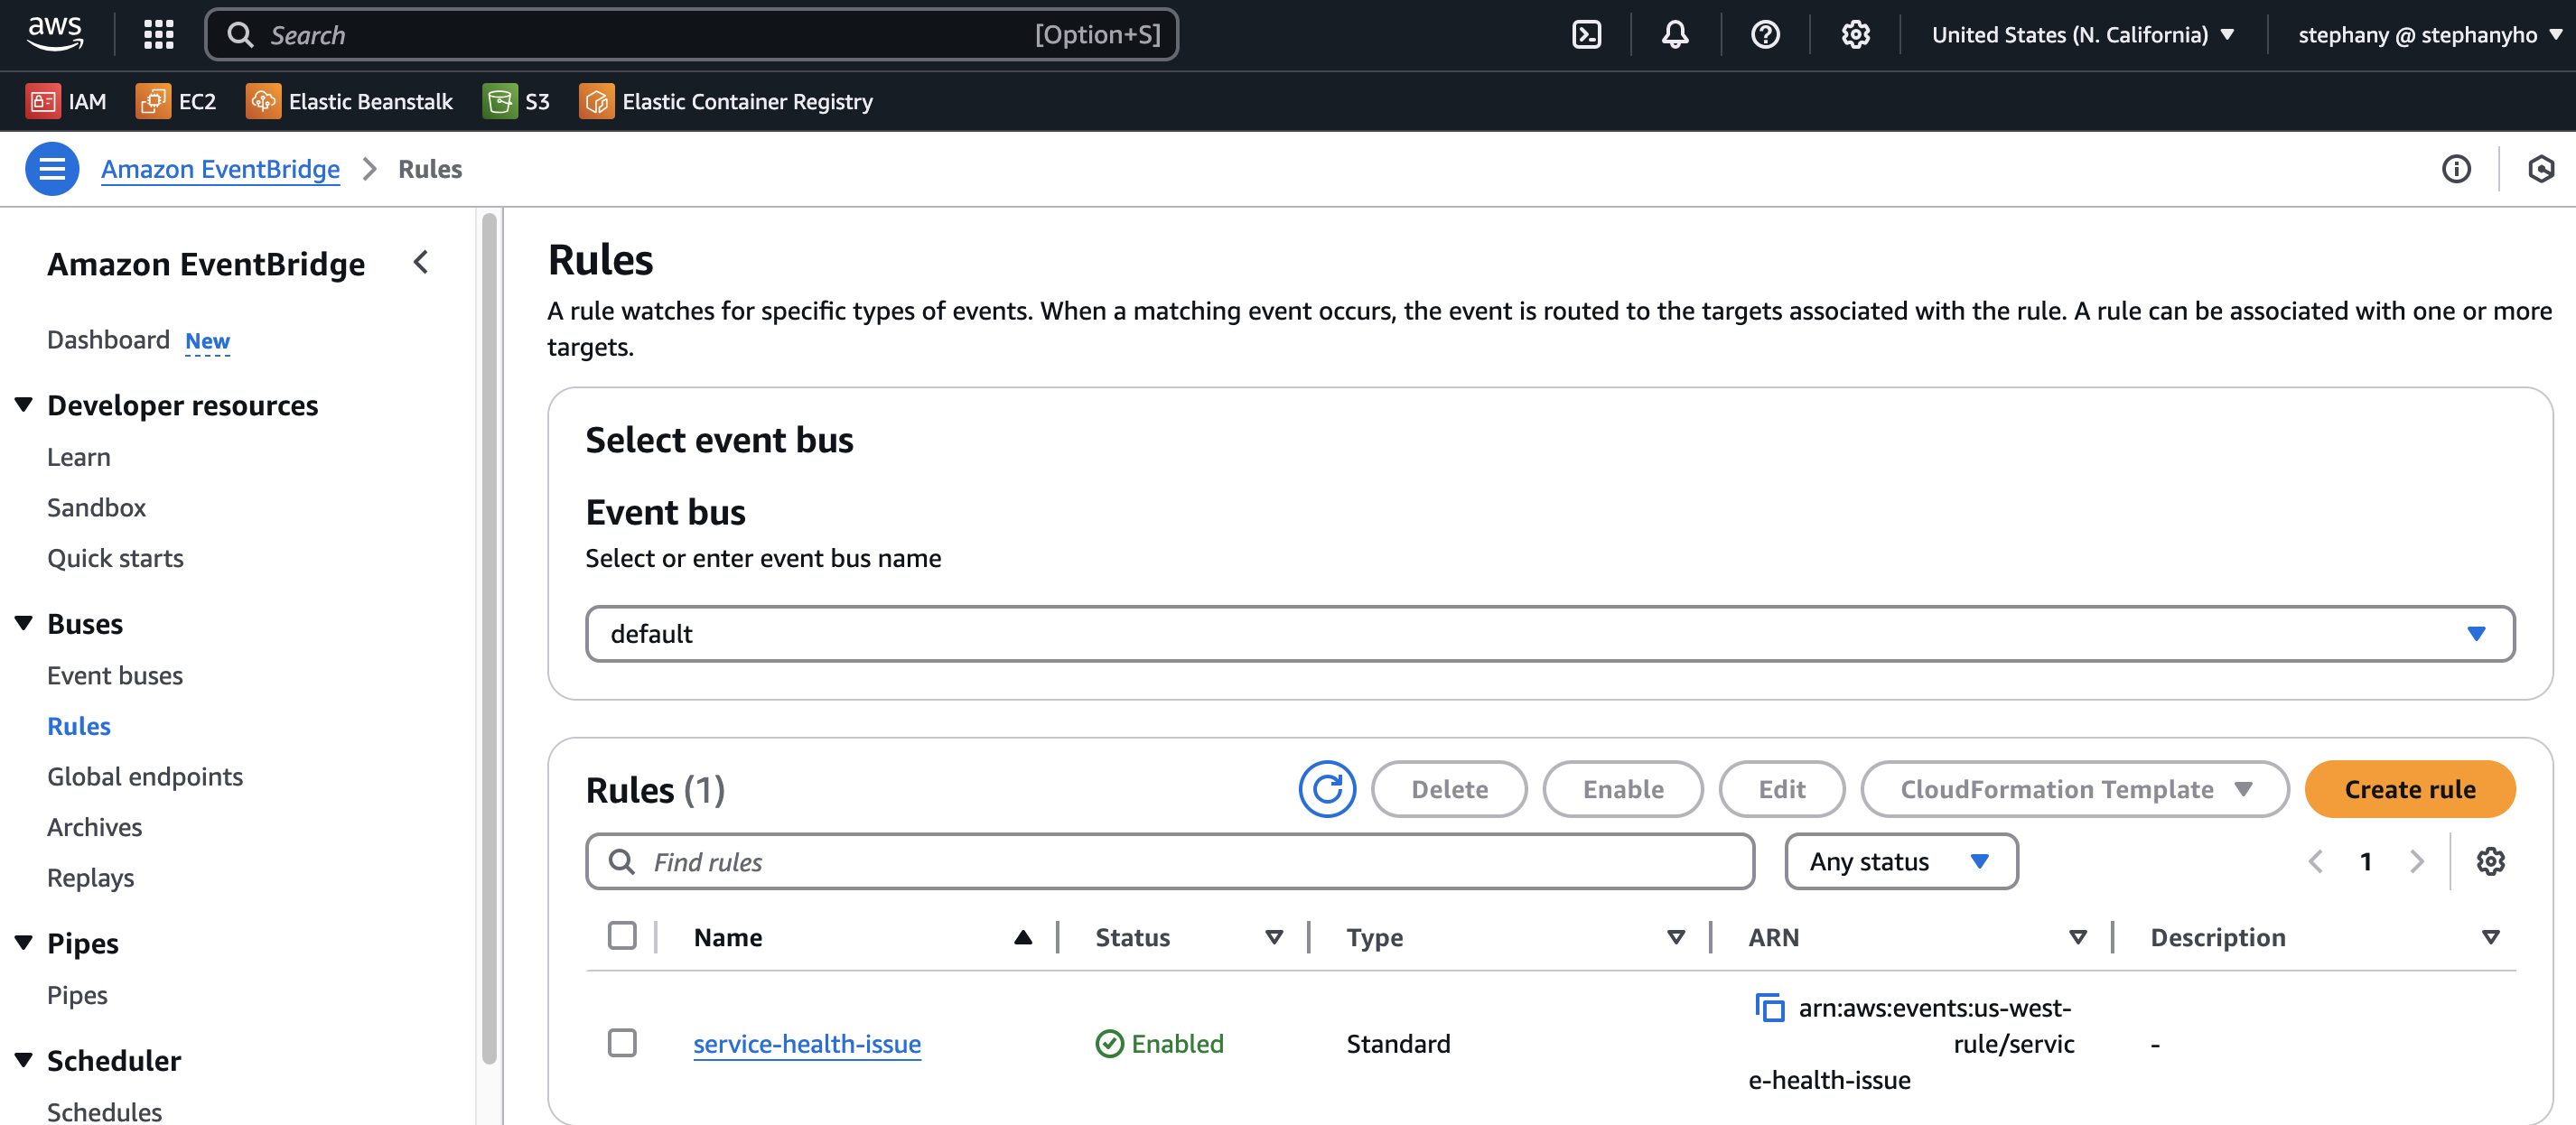 aws
Search
[Option+S]
United States (N. California)
stephany @ stephanyho
IAM
EC2
Elastic Beanstalk
S3
Elastic Container Registry
Amazon EventBridge
Rules
Amazon EventBridge
Dashboard New
Developer resources
Learn
Sandbox
Quick starts
Buses
Event buses
Rules
Global endpoints
Archives
Replays
Pipes
Pipes
Scheduler
Schedules
Rules
A rule watches for specific types of events. When a matching event occurs, the event is routed to the targets associated with the rule. A rule can be associated with one or more
targets.
Select event bus
Event bus
Select or enter event bus name
default
Rules (1)
Delete
Enable
Edit
CloudFormation Template
Create rule
Find rules
Any status
1
Name
Status
Type
ARN
Description
service-health-issue
Enabled
Standard
arn:aws:events:us-west-
rule/servic
e-health-issue
-